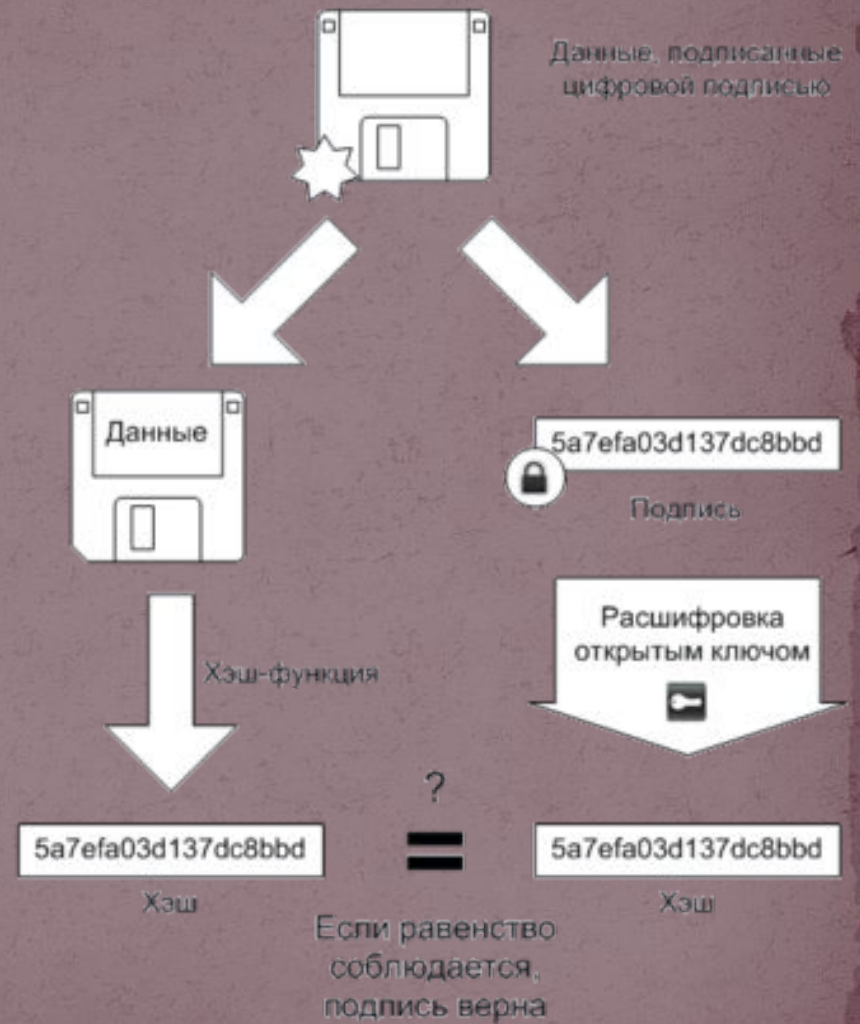 Данные, подписанные
цифровой подписью
Данные
5a7efa03d137dc8bbd
Подпись
Расшифровка
открытым ключом
Хэш-функция
?
=
5a7efa03d137dc8bbd
5a7efa03d137dc8bbd
Хэш
Хэш
Если равенство
соблюдается,
подпись верна